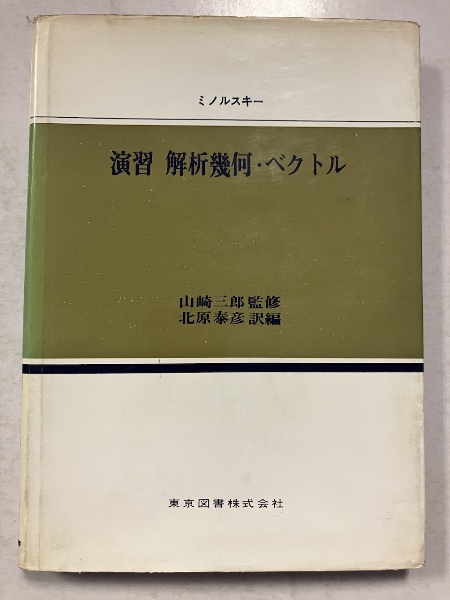 ミノルスキー
演習 解析幾何・ベクトル
山崎三郎監修
北原泰彦訳編
東京図書株式会社